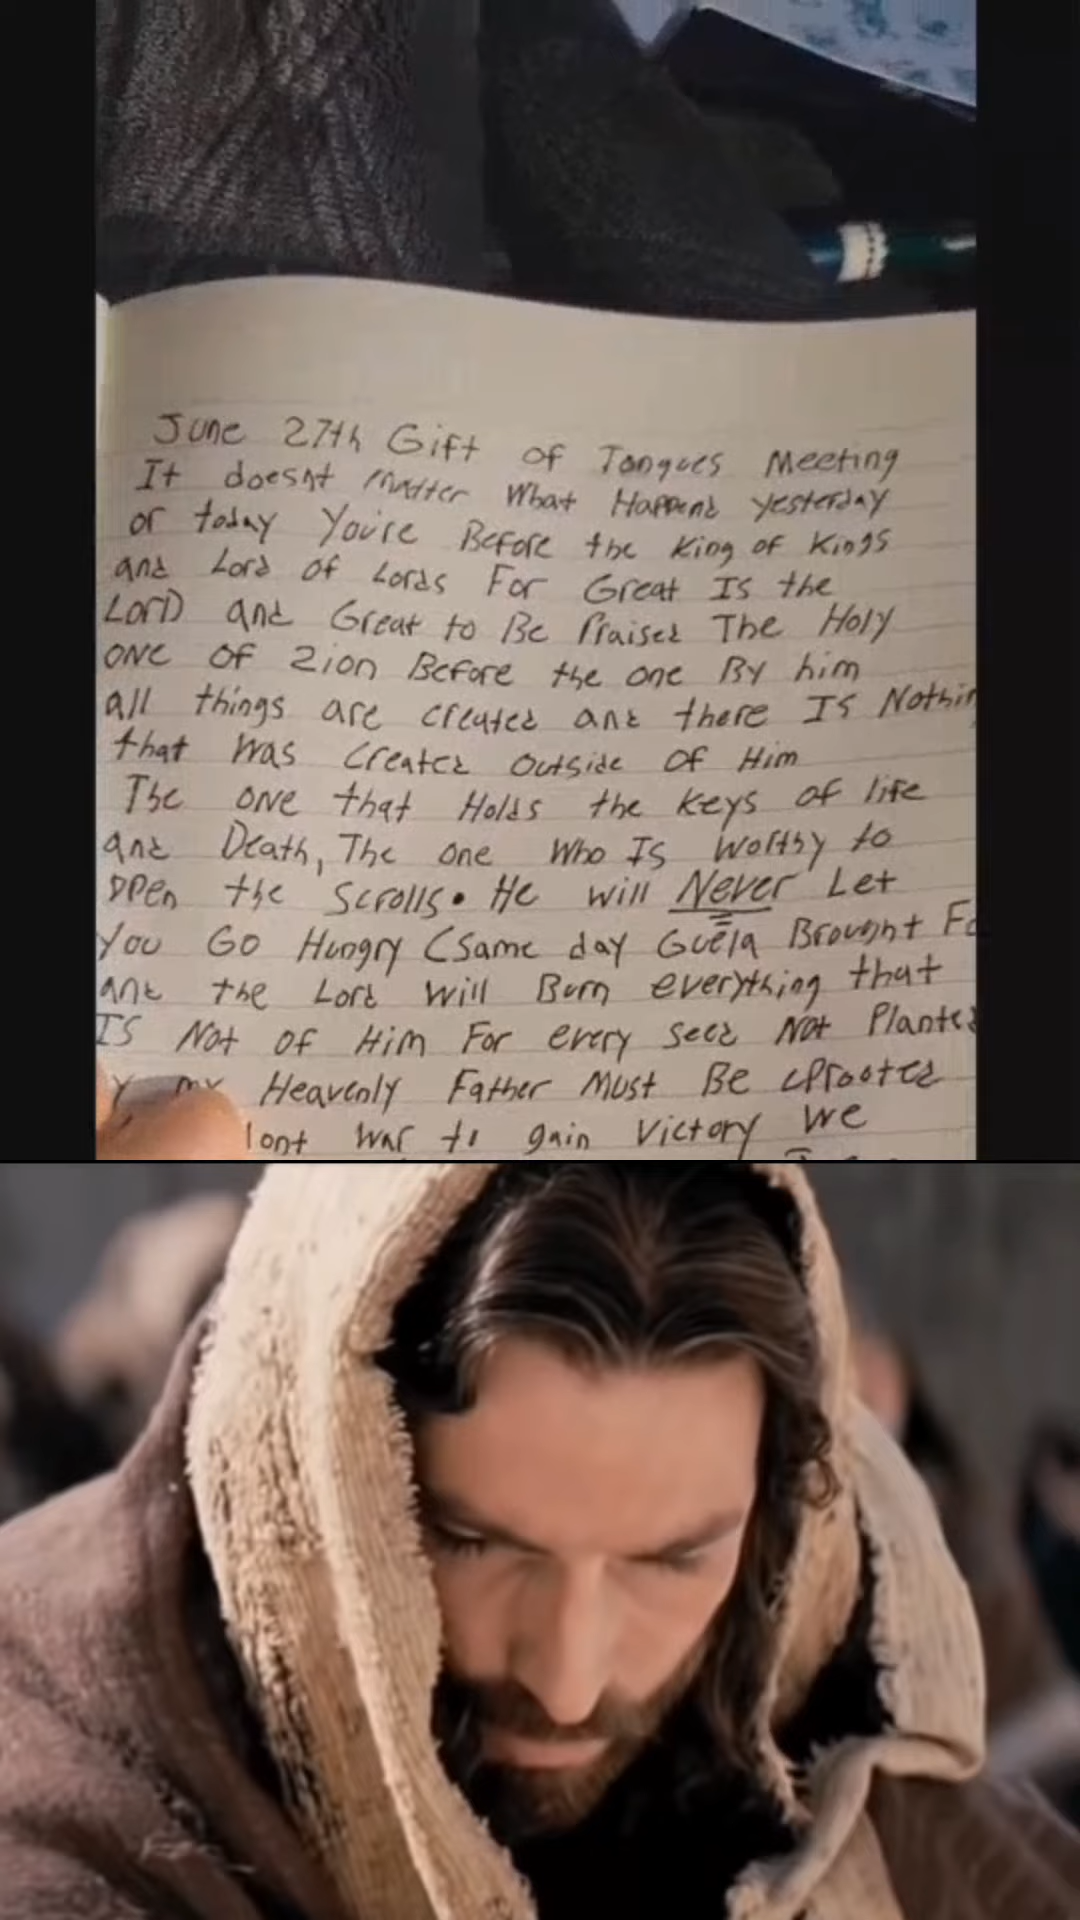 June 27th Gift of Tongues Meeting
It doesnt matter What Happend yesterday
or today You're Before the King of Kings
and Lord of Lords For Great Is the
LorD and Great to Be Praised The Holy
one of Zion Before the one By him
all things are created and there Is Nothin
that Was Created outside of Him
The one that Holds the keys of life
and Death, The one Who Is Worthy to
open the Scrolls. He will Never Let
You Go Hungry (Same day Guela Brought Fo
and the Lord will Burn everything that
IS Not of Him For every seed Not Planted
my Heavenly Father Must Be uprooted
war to gain Victory we